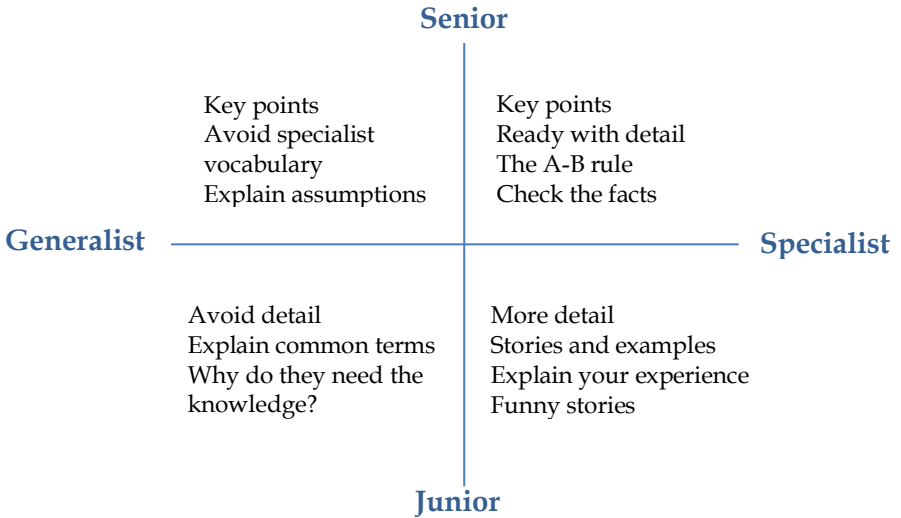 Senior
Key points
Avoid specialist
vocabulary
Explain assumptions
Key points
Ready with detail
The A-B rule
Check the facts
Generalist
Specialist
Avoid detail
Explain common terms
Why do they need the
knowledge?
More detail
Stories and examples
Explain your experience
Funny stories
Junior